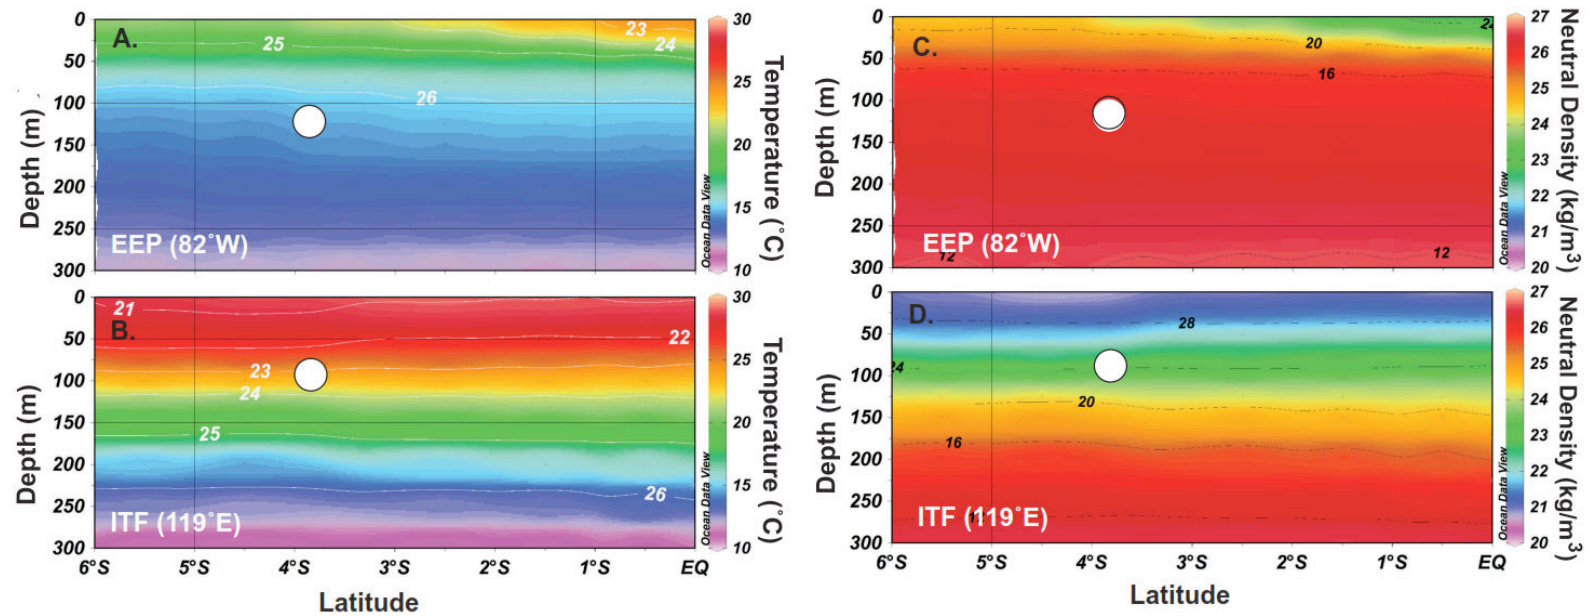 A.
0
50
100
150
200
250
300
Depth (m)
25
23
24
26
EEP (82˚W)
Ocean Data View
30
25
20
15
10
Temperature (˚C)
C.
0
50
100
150
200
250
300
Depth (m)
20
16
12
12
EEP (82˚W)
Ocean Data View
27
26
25
24
23
22
21
20
Neutral Density (kg/m³)
B.
0
50
100
150
200
250
300
Depth (m)
21
22
23
24
25
26
ITF (119˚E)
Ocean Data View
30
25
20
15
10
Temperature (˚C)
6°S
5°S
4°S
3°S
2°S
1°S
EQ
Latitude
D.
0
50
100
150
200
250
300
Depth (m)
28
24
20
16
ITF (119˚E)
Ocean Data View
27
26
25
24
23
22
21
20
Neutral Density (kg/m³)
6°S
5°S
4°S
3°S
2°S
1°S
EQ
Latitude